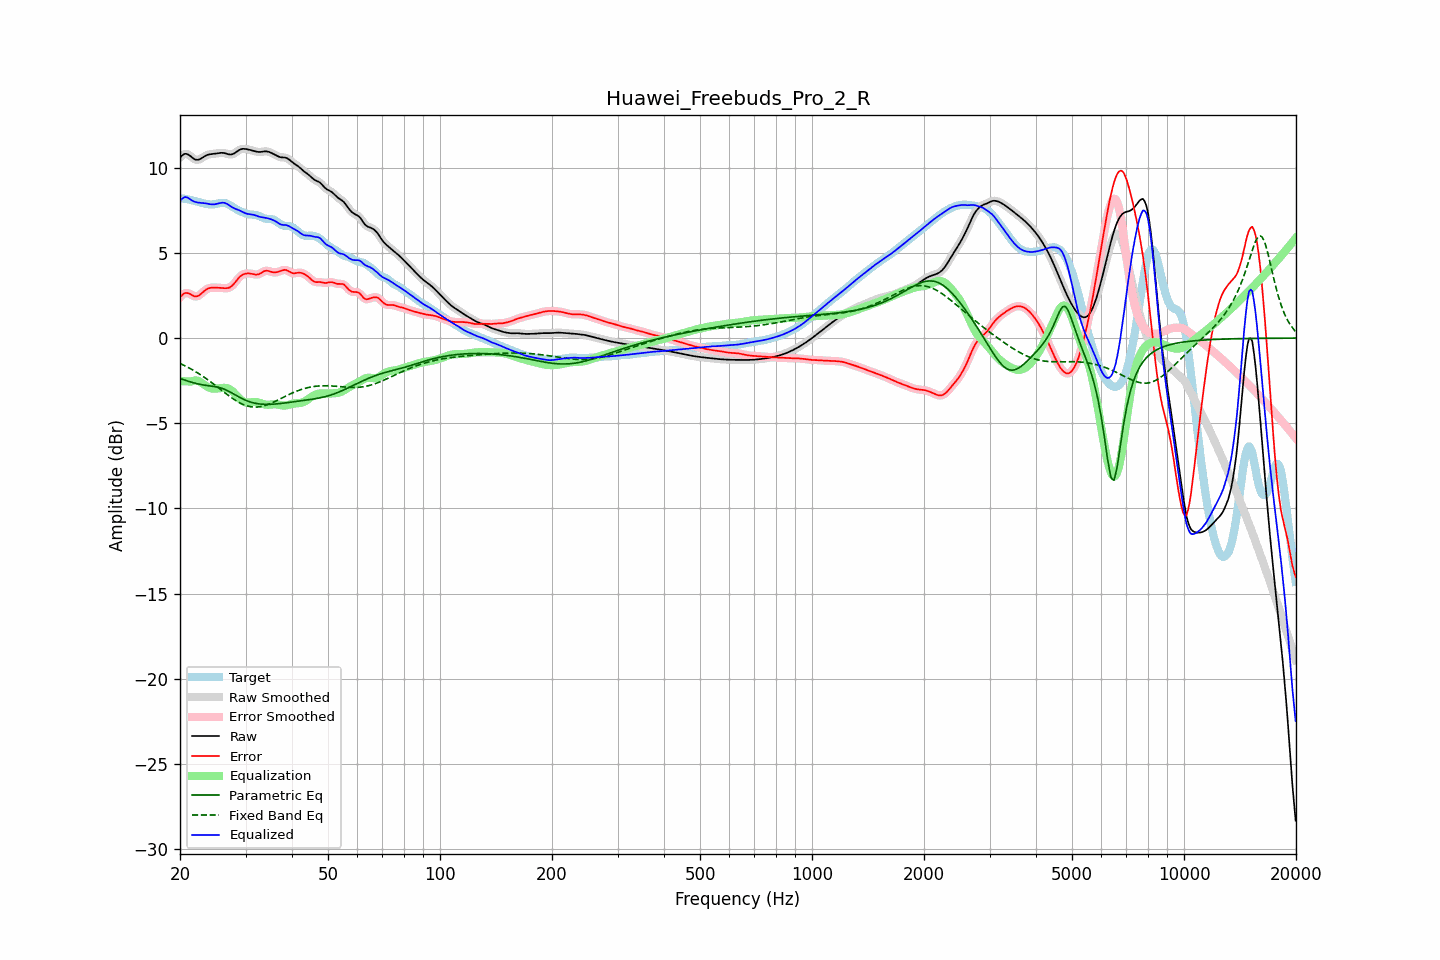 Huawei_Freebuds_Pro_2_R
Amplitude (dBr)
10
5
0
−5
−10
−15
−20
−25
−30
Target
Raw Smoothed
Error Smoothed
Raw
Error
Equalization
Parametric Eq
Fixed Band Eq
Equalized
20 50 100 200 500 1000 2000 5000 10000 20000
Frequency (Hz)